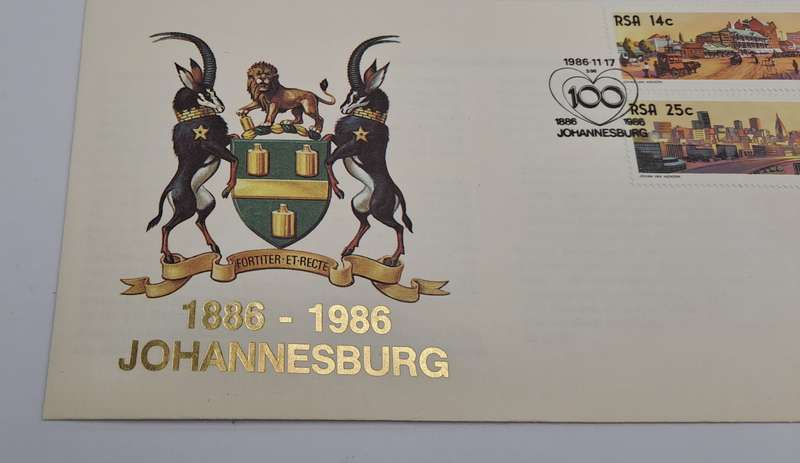 RSA 14c
1986·11·17
100
1886 1986
JOHANNESBURG
RSA 25c
FORTITER·ET·RECTE
1886 - 1986
JOHANNESBURG